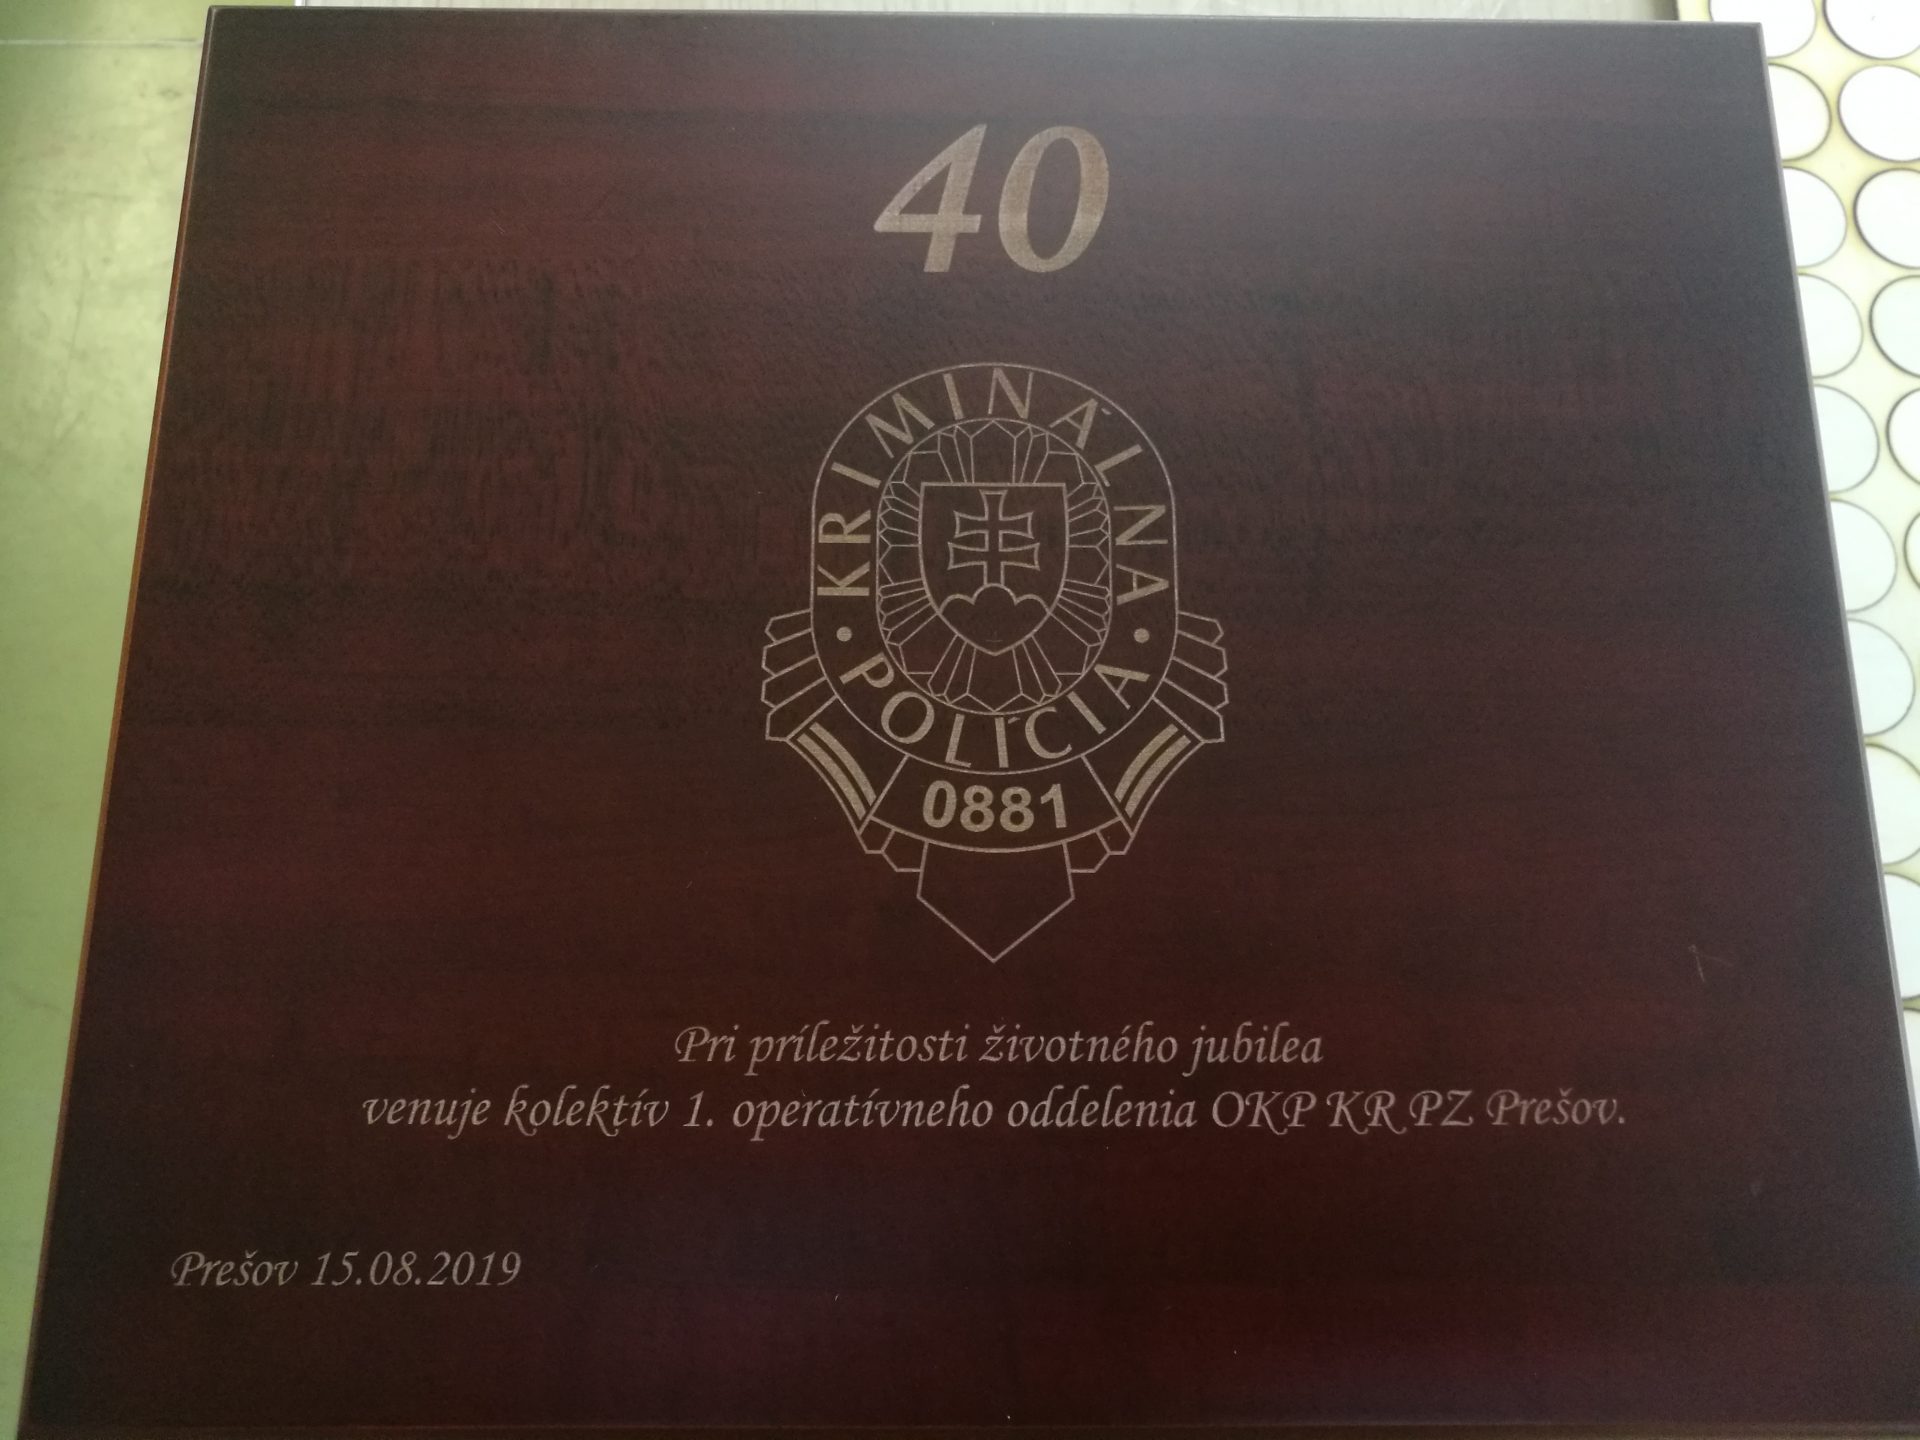 40
KRIMINÁLNA
POLÍCIA
0881
Pri príležitosti životného jubilea
venuje kolektív 1. operatívneho oddelenia OKP KR PZ Prešov.
Prešov 15.08.2019